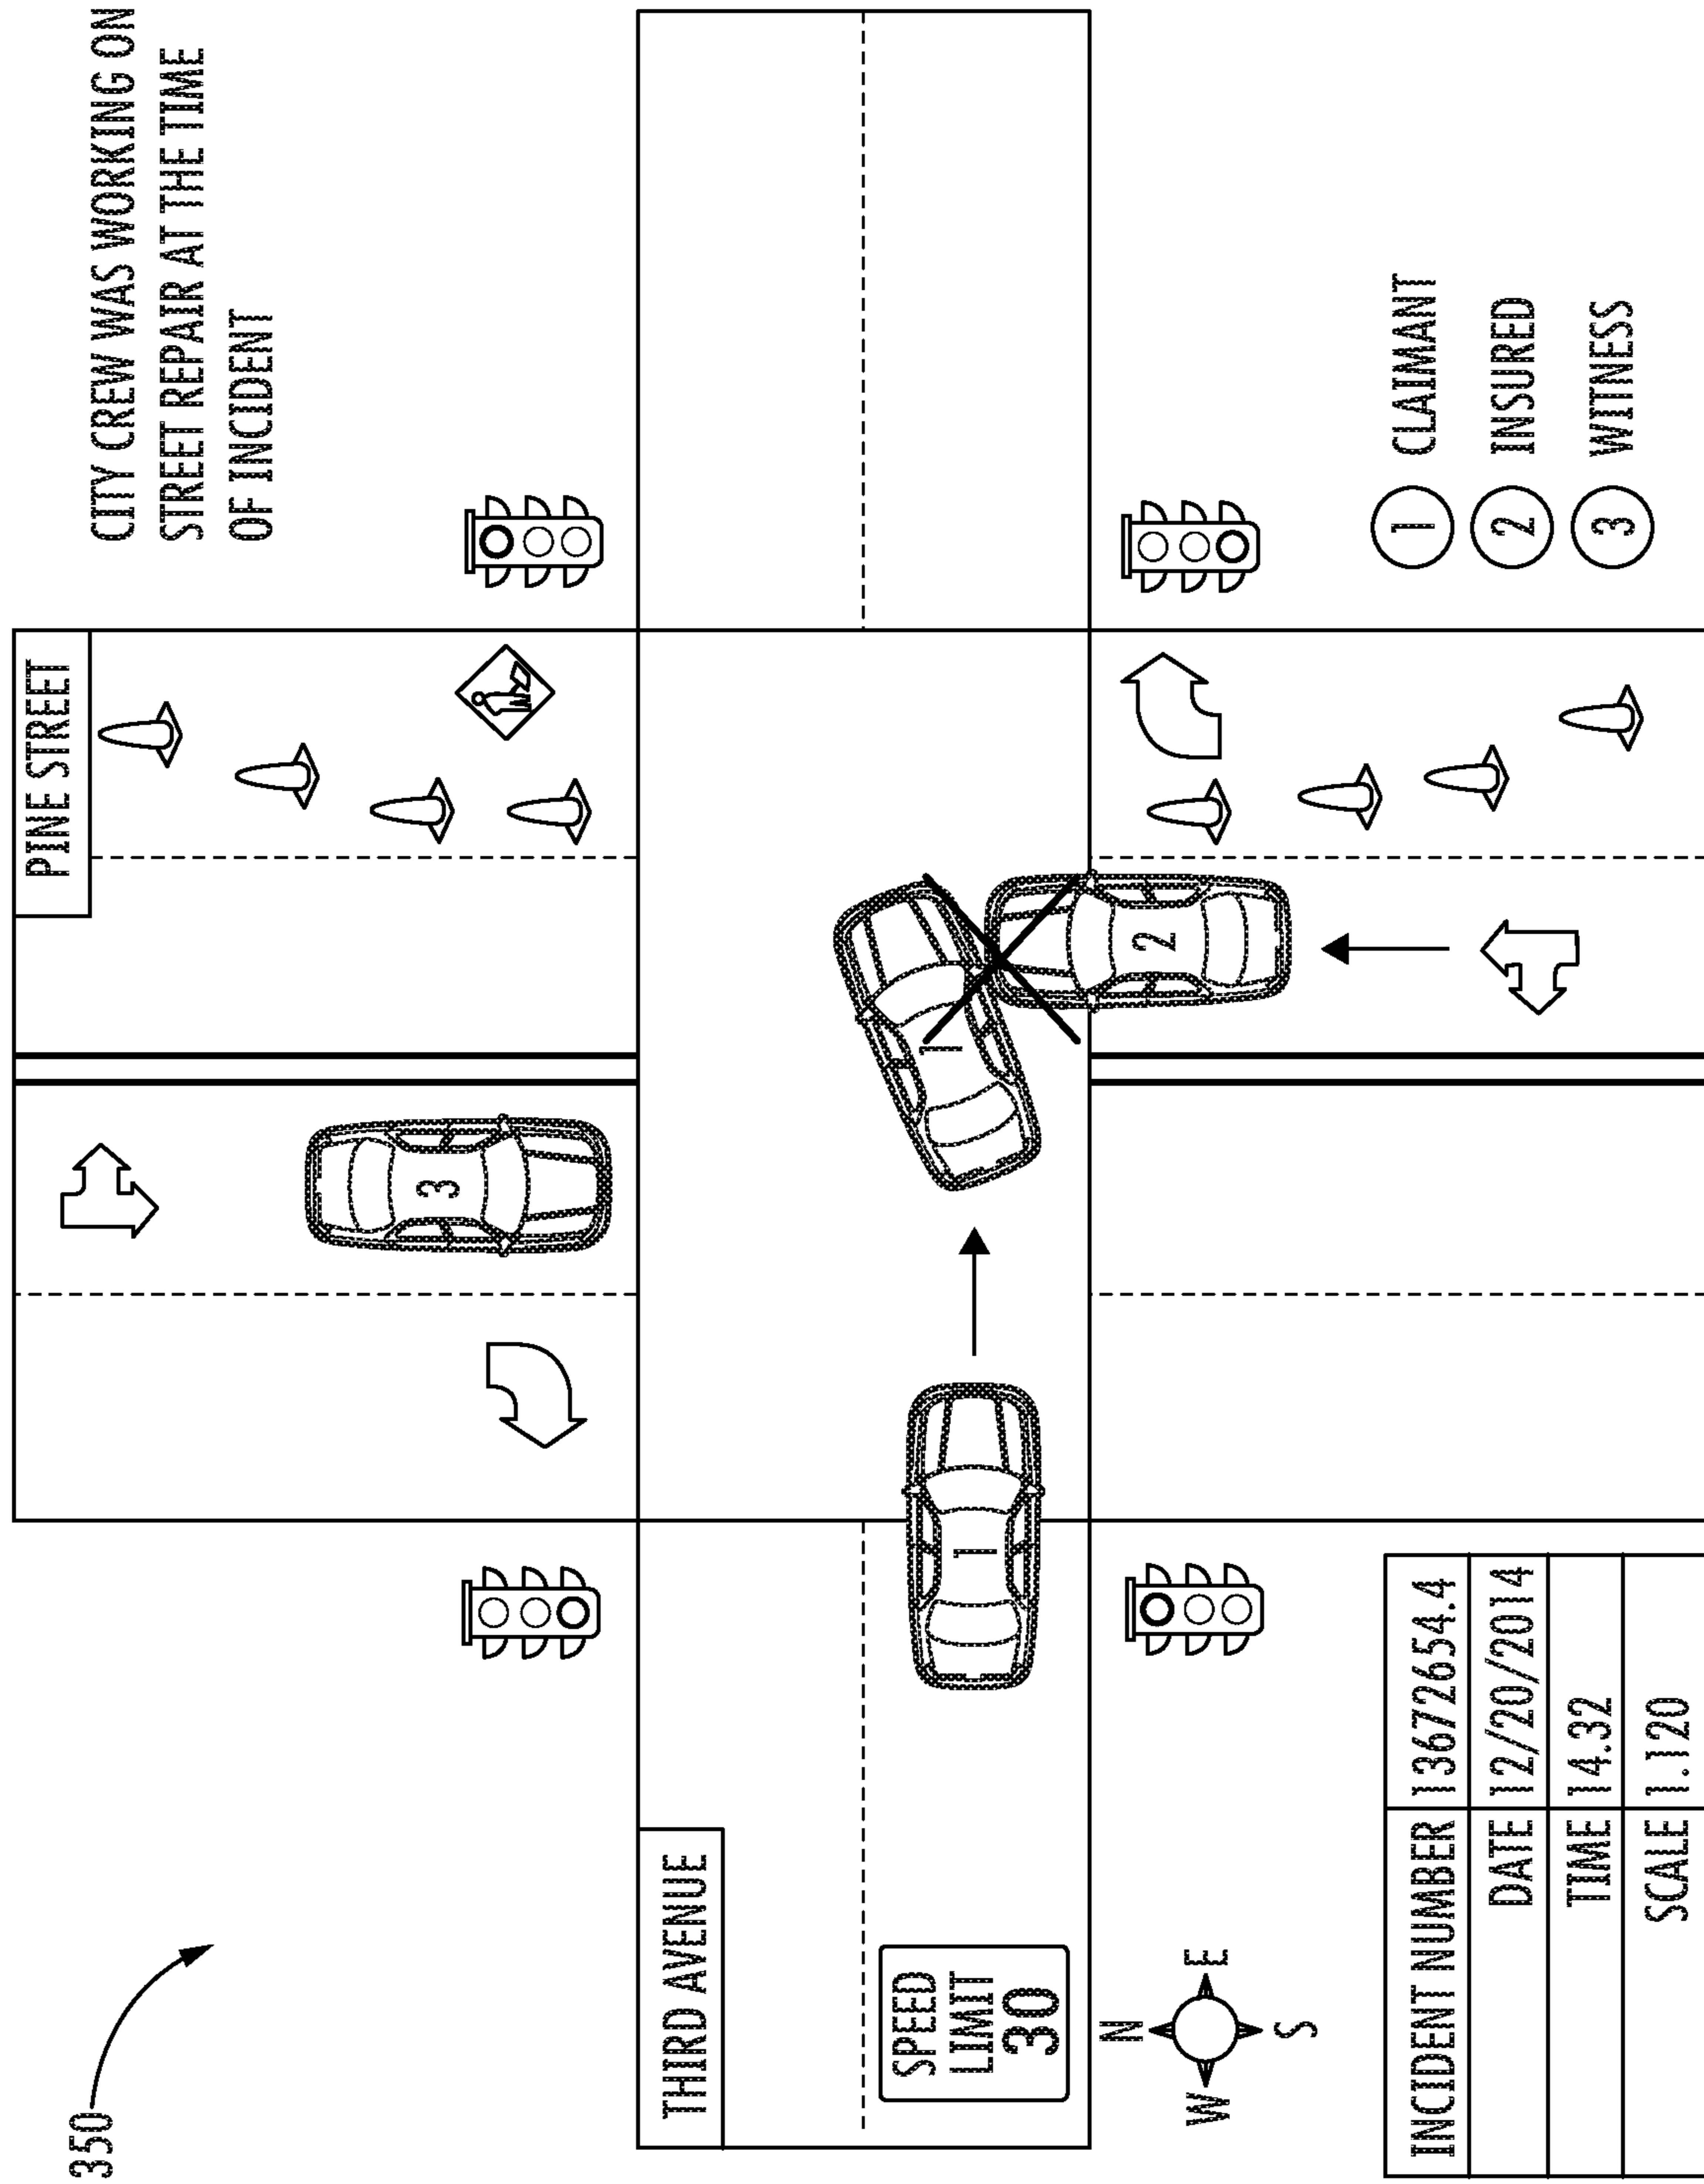 350
CITY CREW WAS WORKING ON
STREET REPAIR AT THE TIME
OF INCIDENT
PINE STREET
3
THIRD AVENUE
1
1
2
SPEED
LIMIT
30
N
W E
S
1 CLAIMANT
2 INSURED
3 WITNESS
INCIDENT NUMBER 13672654.4
DATE 12/20/2014
TIME 14.32
SCALE 1.120